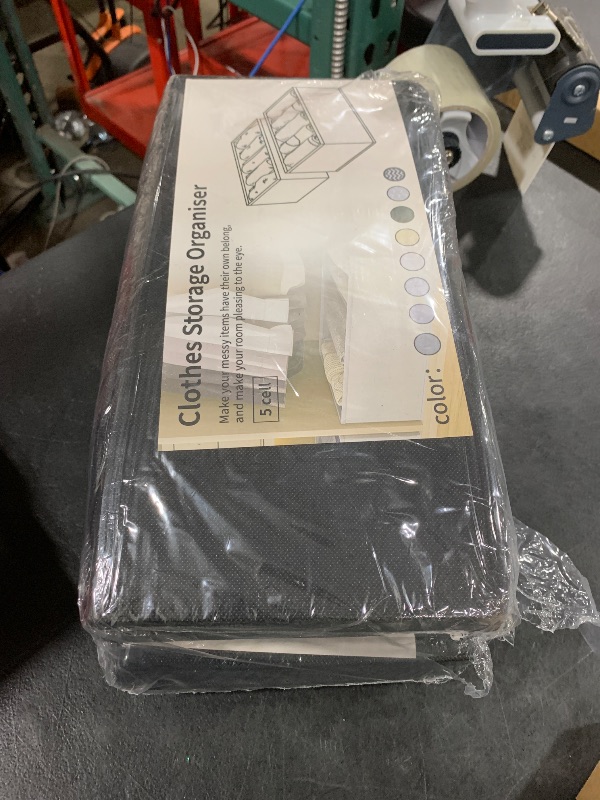 Clothes Storage Organiser
Make your messy items have their own belong,
and make your room pleasing to the eye.
5 cell
color: